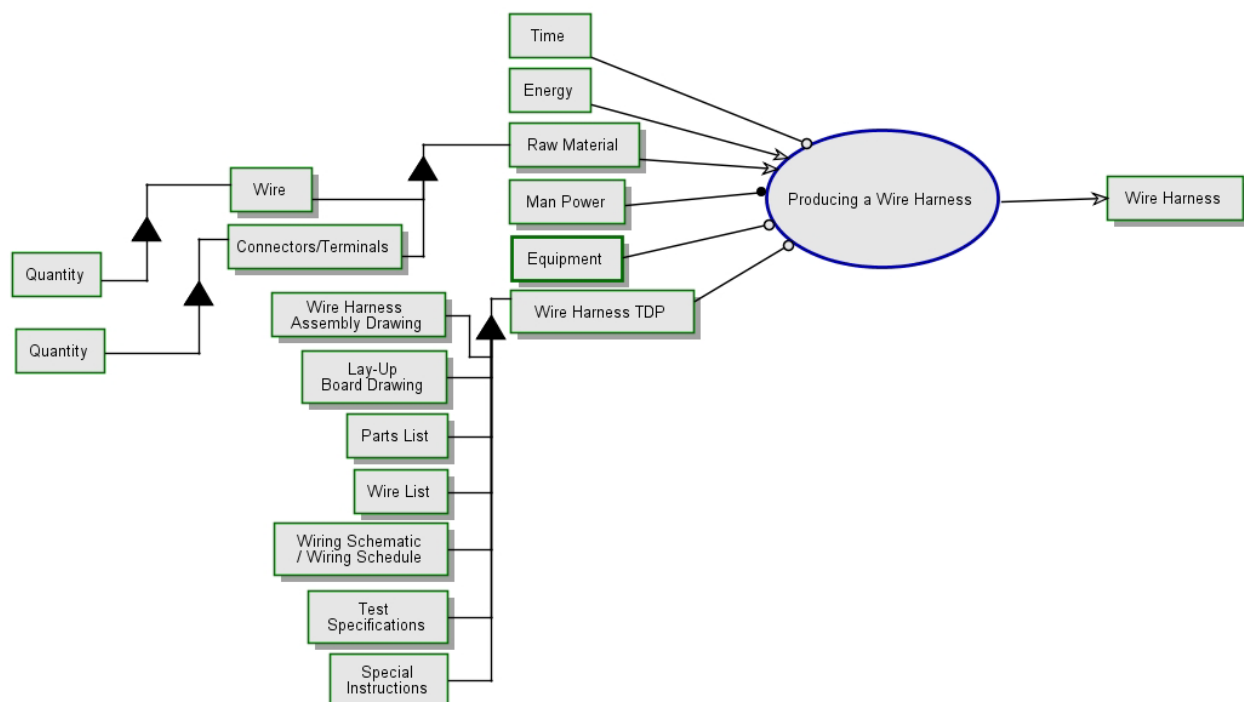 Time
Energy
Raw Material
Man Power
Equipment
Wire Harness TDP
Producing a Wire Harness
Wire Harness
Wire
Connectors/Terminals
Quantity
Quantity
Wire Harness
Assembly Drawing
Lay-Up
Board Drawing
Parts List
Wire List
Wiring Schematic
/ Wiring Schedule
Test
Specifications
Special
Instructions